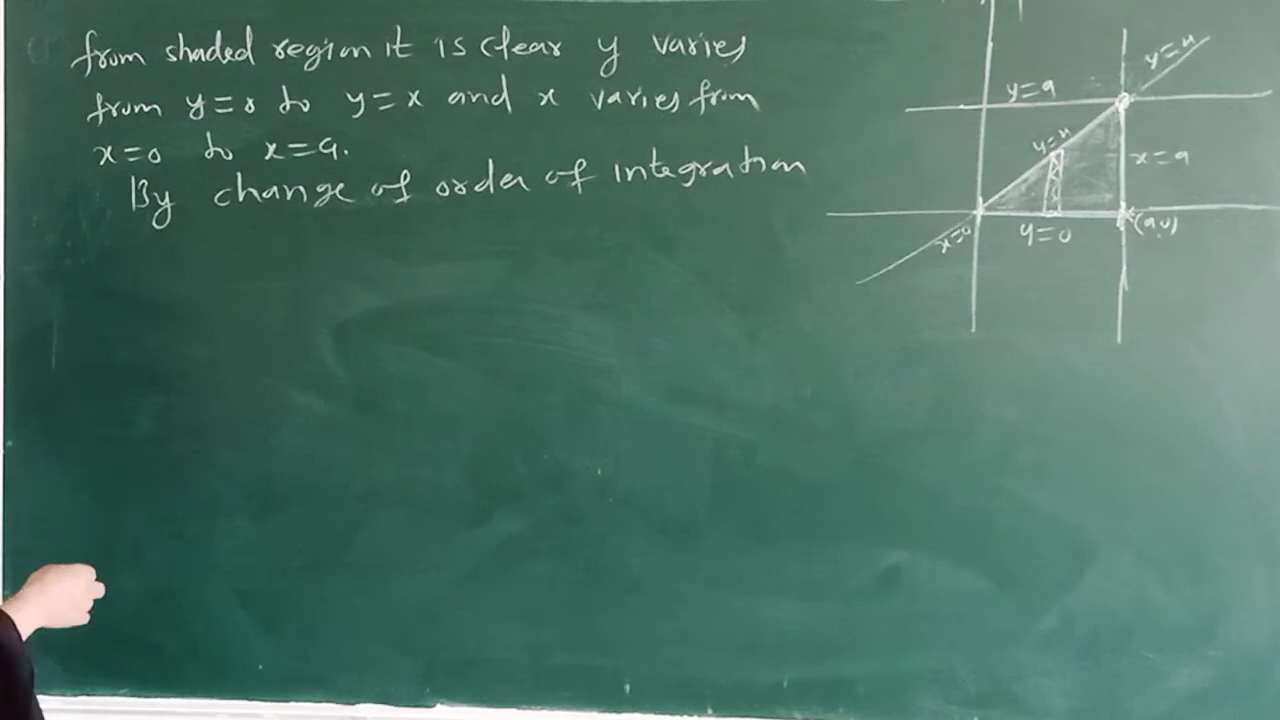 from shaded region it is clear y varies
from y=0 to y=x and x varies from
x=0 to x=a.
By change of order of integration
y=x
y=a
y=x
x=a
x=0
y=0
(a,0)